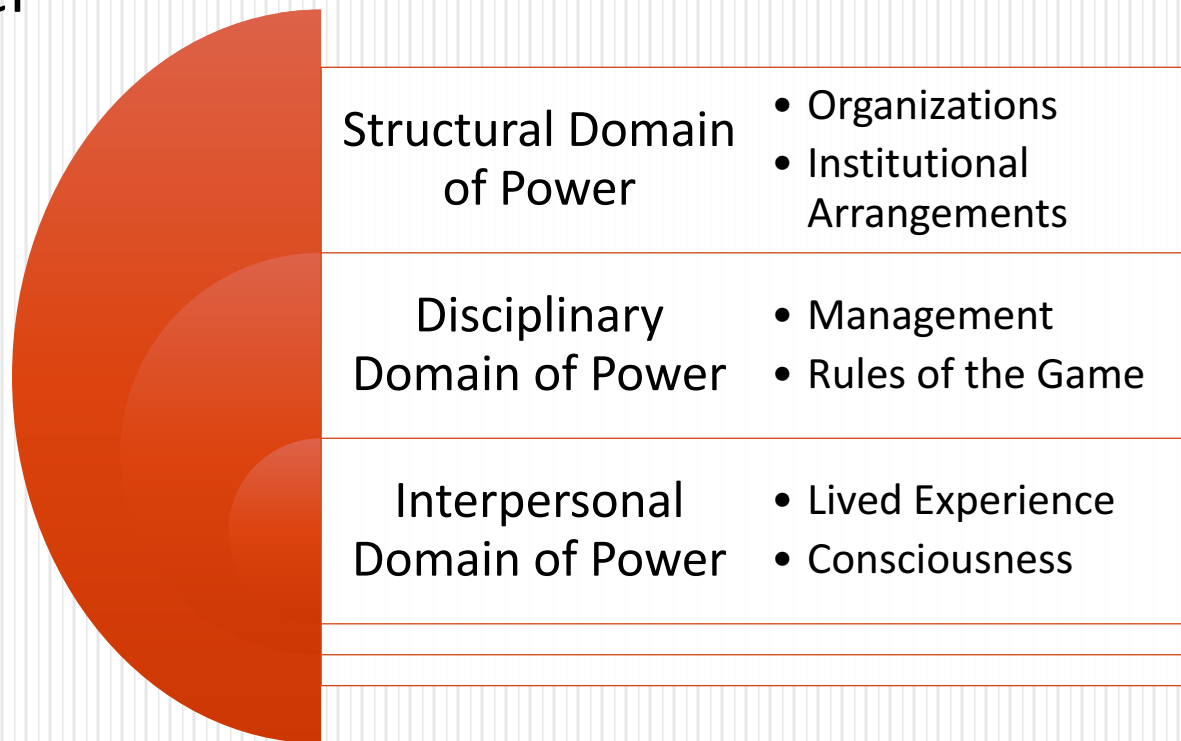 Structural Domain
of Power
• Organizations
• Institutional
Arrangements
Disciplinary
Domain of Power
• Management
• Rules of the Game
Interpersonal
Domain of Power
• Lived Experience
• Consciousness